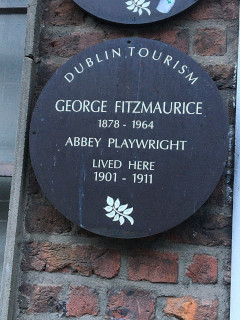 DUBLIN TOURISM
GEORGE FITZMAURICE
1878 - 1964
ABBEY PLAYWRIGHT
LIVED HERE
1901 - 1911